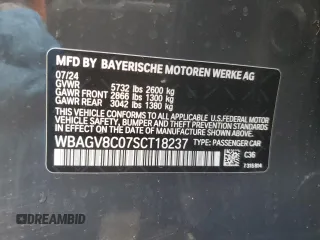 MFD BY BAYERISCHE MOTOREN WERKE AG
07/24
GVWR 5732 lbs 2600 kg
GAWR FRONT 2866 lbs 1300 kg
GAWR REAR 3042 lbs 1380 kg
THIS VEHICLE CONFORMS TO ALL APPLICABLE
FEDERAL MOTOR VEHICLE SAFETY, BUMPER,
AND THEFT PREVENTION STANDARDS IN EFFECT
ON THE DATE OF MANUFACTURE SHOWN ABOVE.
WBAGV8C07SCT18237 TYPE: PASSENGER CAR
C36
DREAMBID